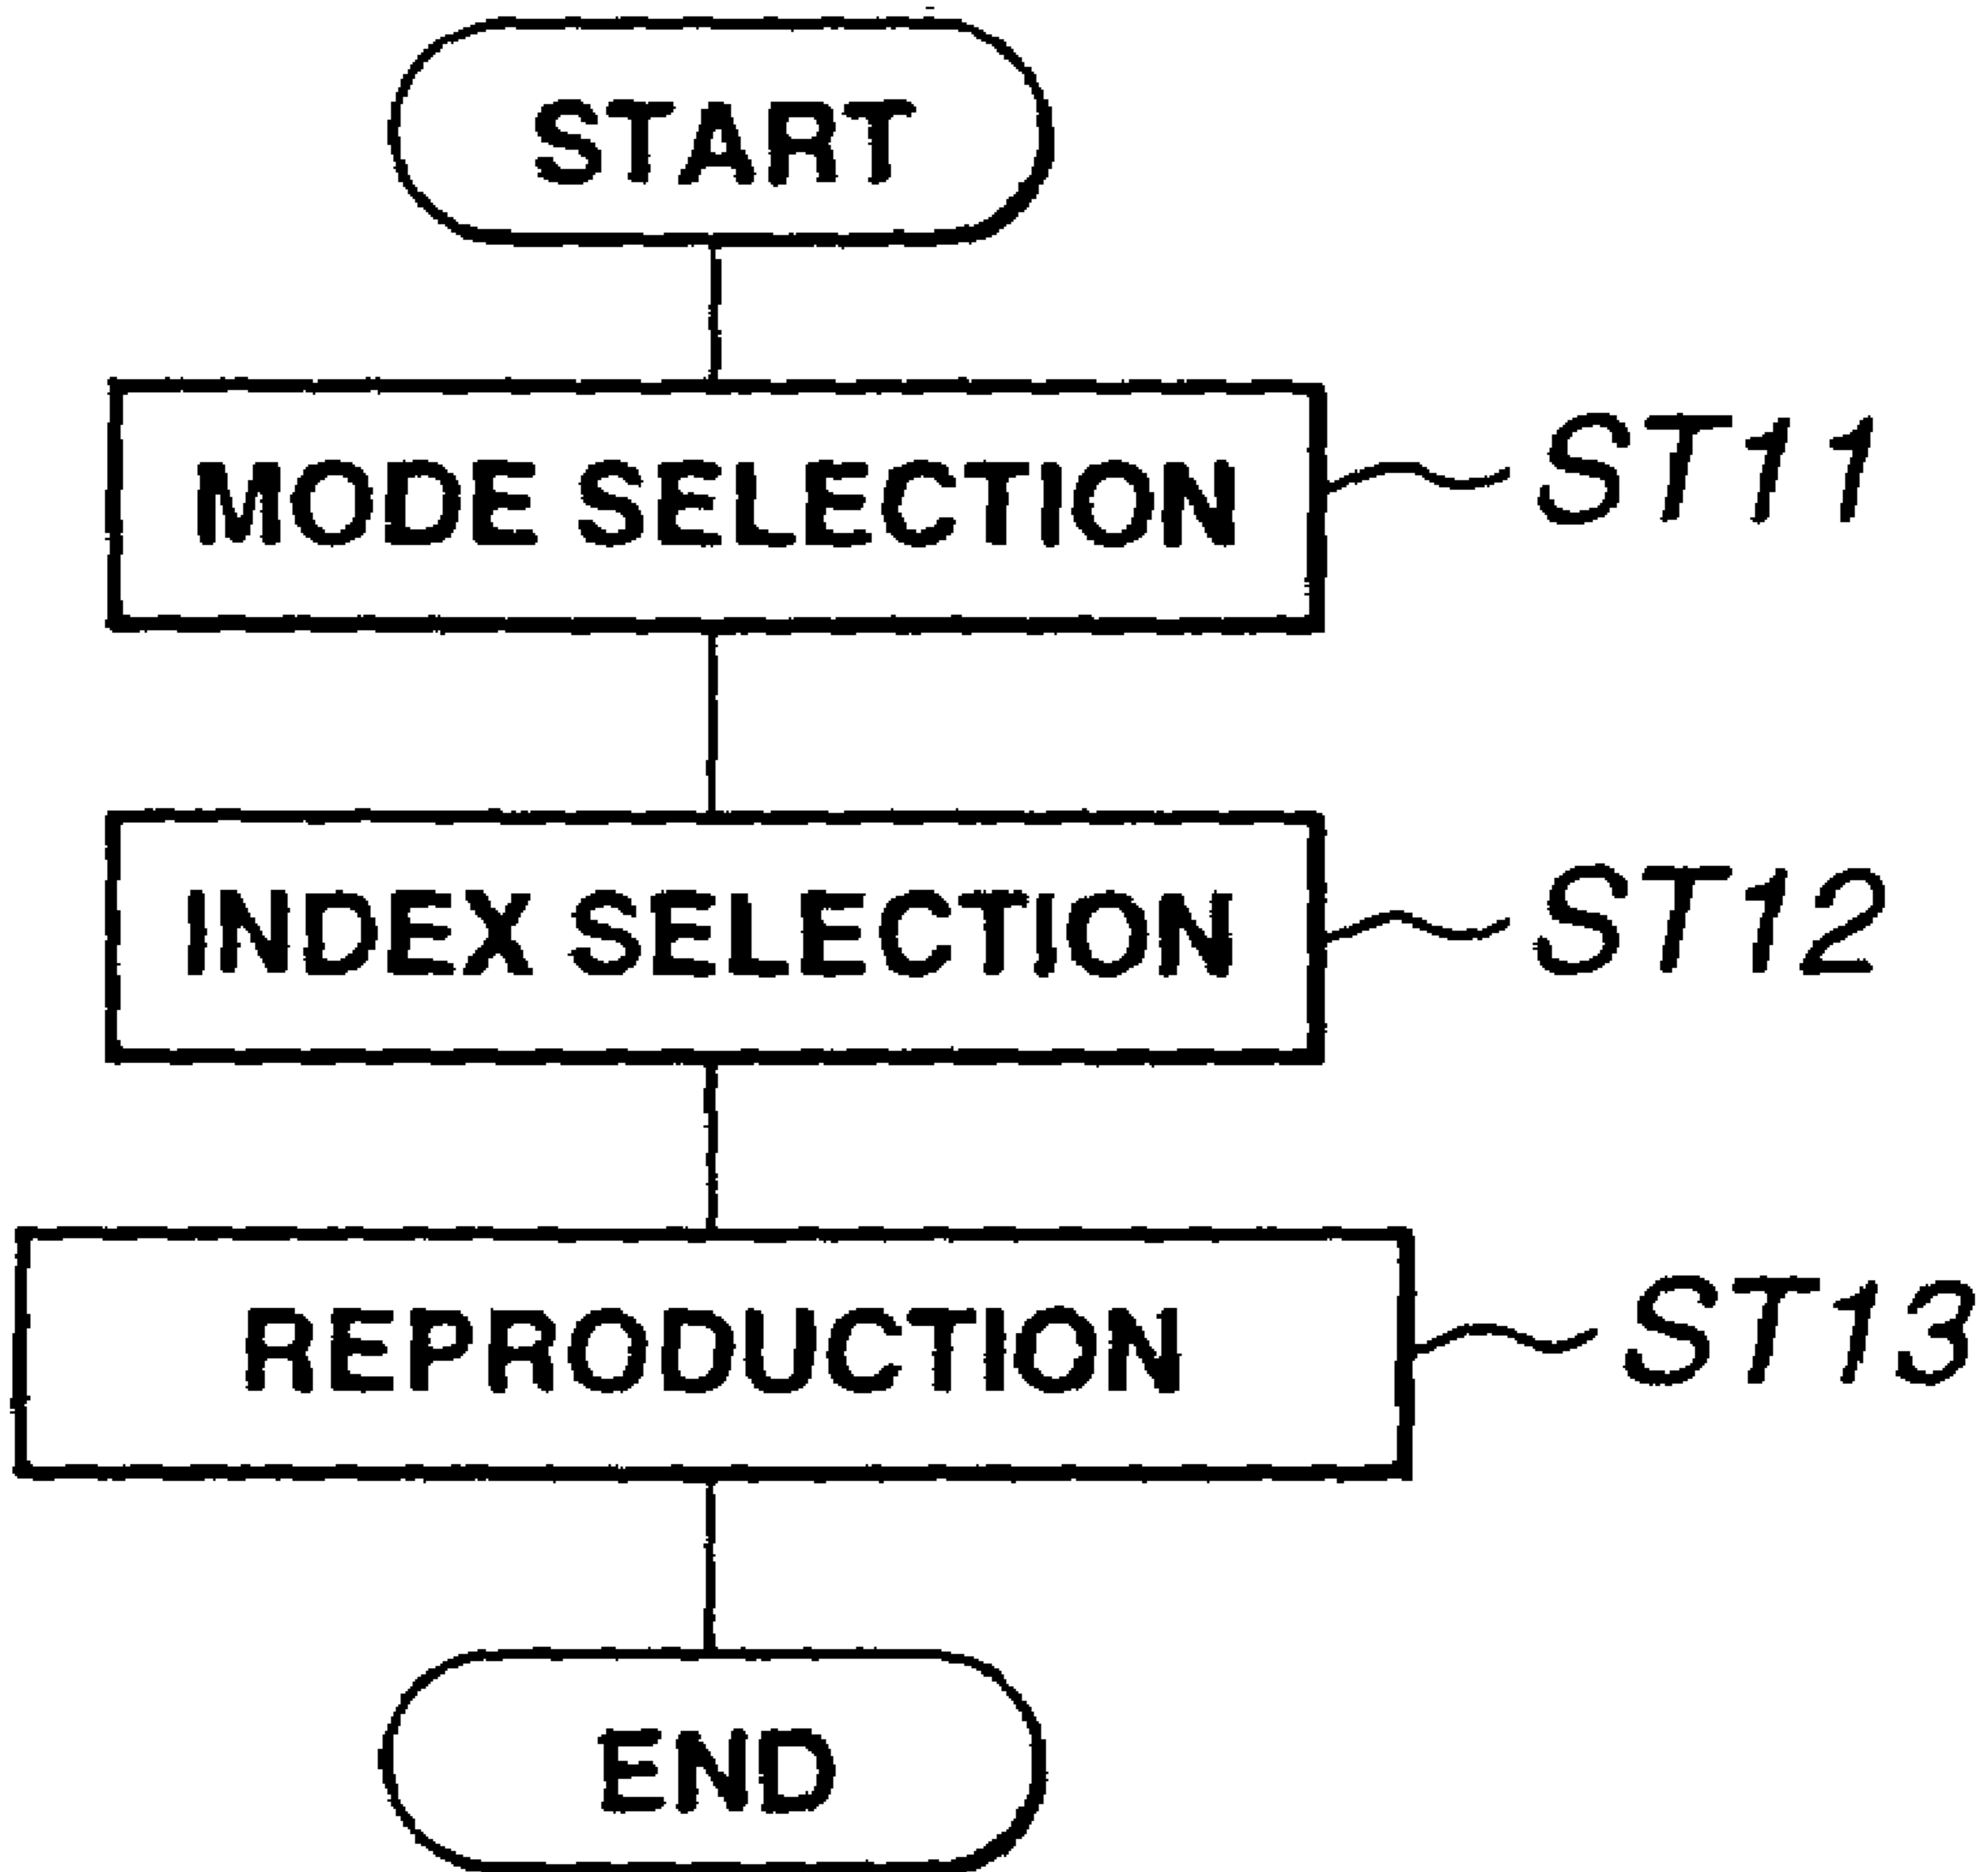 START
MODE SELECTION
ST11
INDEX SELECTION
ST12
REPRODUCTION
ST13
END